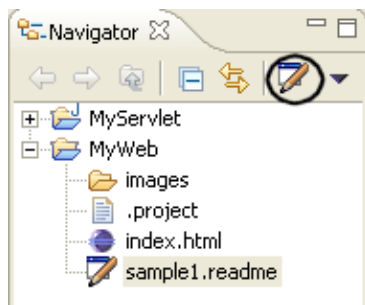 Navigator
MyServlet
MyWeb
images
.project
index.html
sample1.readme